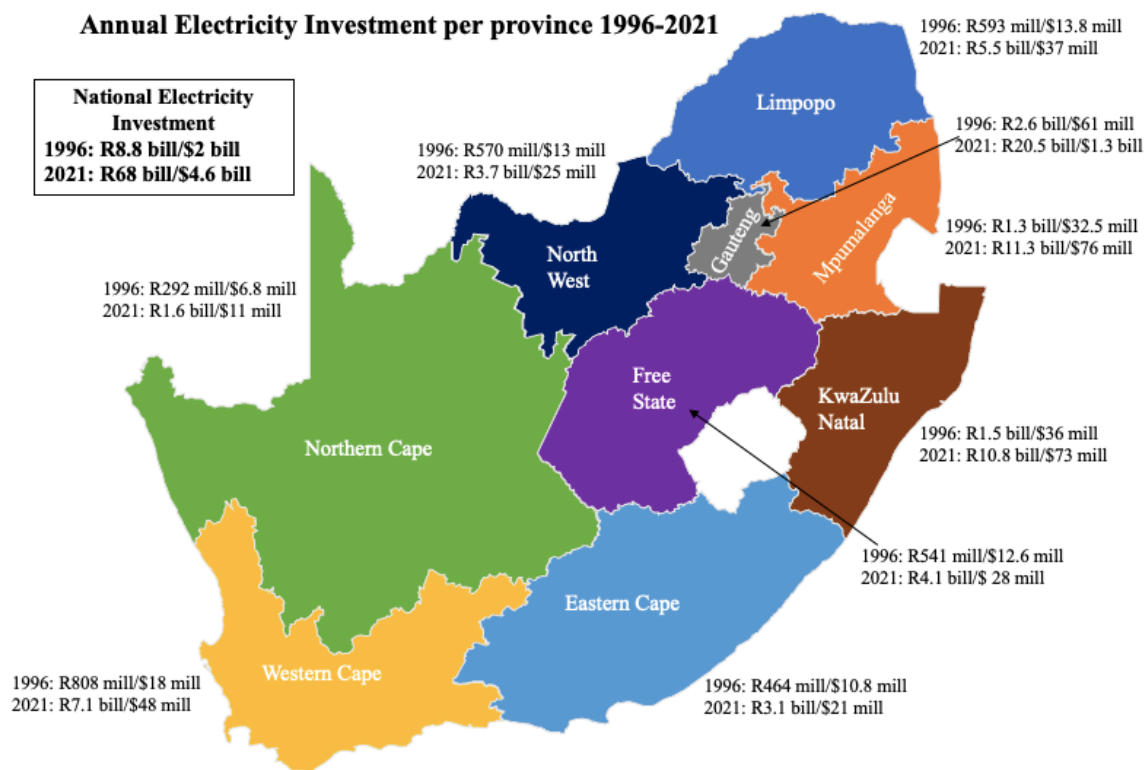 Annual Electricity Investment per province 1996-2021
National Electricity
Investment
1996: R8.8 bill/$2 bill
2021: R68 bill/$4.6 bill
1996: R593 mill/$13.8 mill
2021: R5.5 bill/$37 mill
Limpopo
1996: R2.6 bill/$61 mill
2021: R20.5 bill/$1.3 bill
1996: R570 mill/$13 mill
2021: R3.7 bill/$25 mill
North
West
Gauteng
Mpumalanga
1996: R1.3 bill/$32.5 mill
2021: R11.3 bill/$76 mill
1996: R292 mill/$6.8 mill
2021: R1.6 bill/$11 mill
Free
State
KwaZulu
Natal
Northern Cape
1996: R1.5 bill/$36 mill
2021: R10.8 bill/$73 mill
1996: R541 mill/$12.6 mill
2021: R4.1 bill/$ 28 mill
Eastern Cape
Western Cape
1996: R808 mill/$18 mill
2021: R7.1 bill/$48 mill
1996: R464 mill/$10.8 mill
2021: R3.1 bill/$21 mill